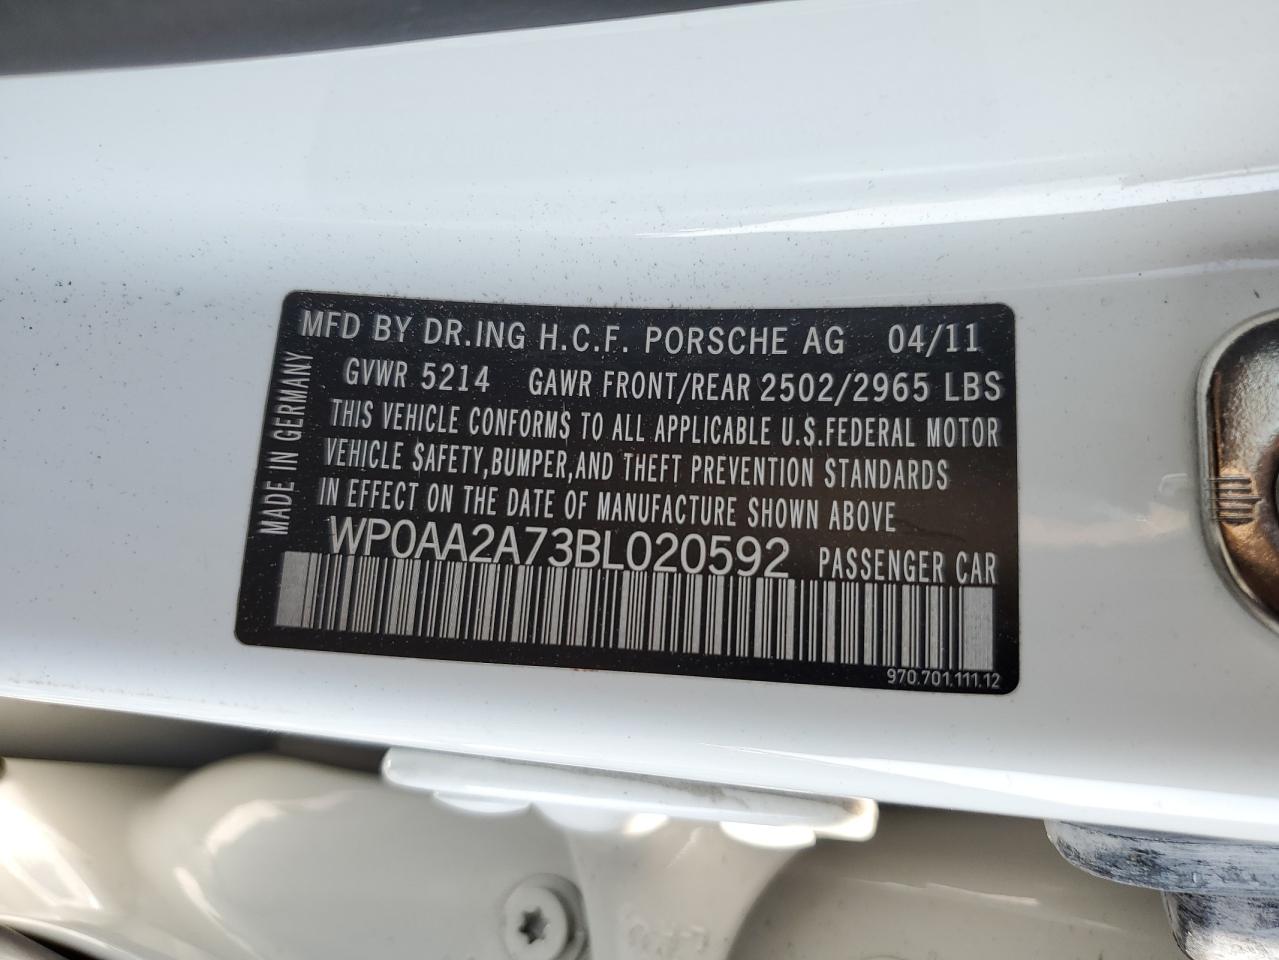 MFD BY DR.ING H.C.F. PORSCHE AG 04/11
GVWR 5214 GAWR FRONT/REAR 2502/2965 LBS
THIS VEHICLE CONFORMS TO ALL APPLICABLE U.S.FEDERAL MOTOR
VEHICLE SAFETY,BUMPER,AND THEFT PREVENTION STANDARDS
IN EFFECT ON THE DATE OF MANUFACTURE SHOWN ABOVE
WP0AA2A73BL020592 PASSENGER CAR
970.701.111.12
MADE IN GERMANY